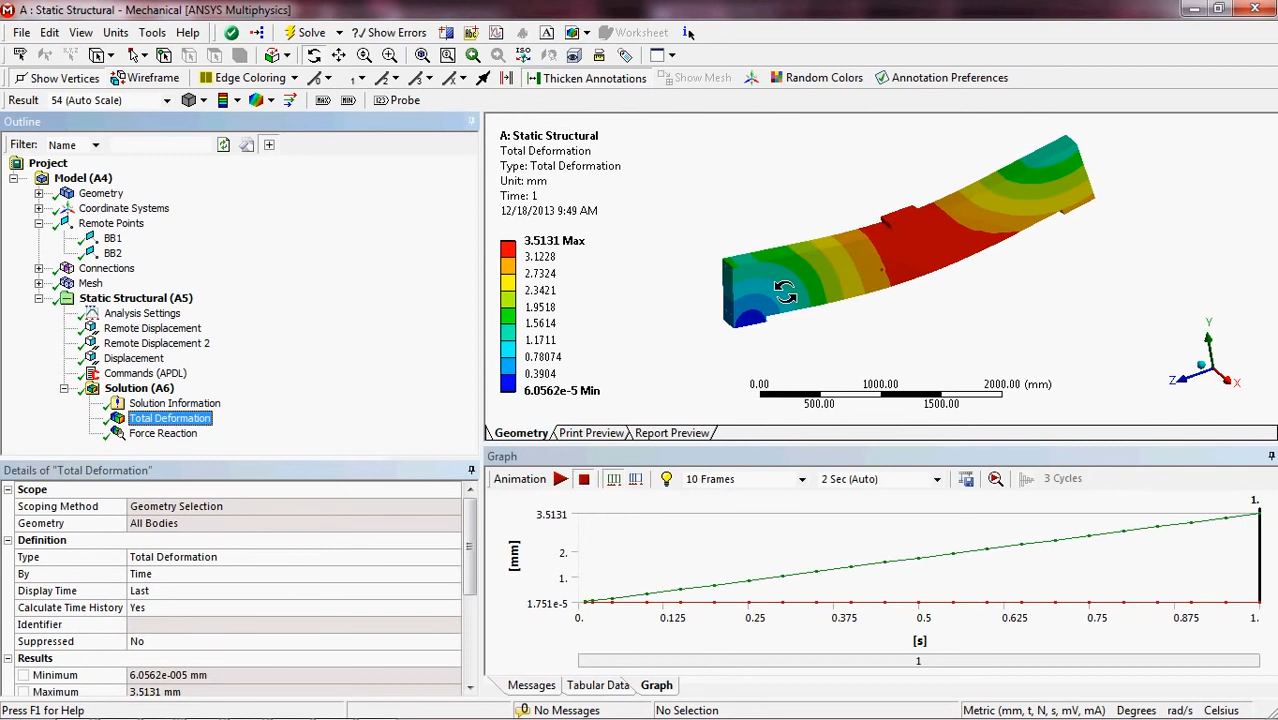 A : Static Structural - Mechanical [ANSYS Multiphysics]
File Edit View Units Tools Help Solve Show Errors Worksheet
Show Vertices Wireframe Edge Coloring Thicken Annotations Show Mesh Random Colors Annotation Preferences
Result 54 (Auto Scale) MAX MIN Probe
Outline
Filter: Name
Project
Model (A4)
Geometry
Coordinate Systems
Remote Points
BB1
BB2
Connections
Mesh
Static Structural (A5)
Analysis Settings
Remote Displacement
Remote Displacement 2
Displacement
Commands (APDL)
Solution (A6)
Solution Information
Total Deformation
Force Reaction
Details of "Total Deformation"
Scope
Scoping Method Geometry Selection
Geometry All Bodies
Definition
Type Total Deformation
By Time
Display Time Last
Calculate Time History Yes
Identifier
Suppressed No
Results
Minimum 6.0562e-005 mm
Maximum 3.5131 mm
A: Static Structural
Total Deformation
Type: Total Deformation
Unit: mm
Time: 1
12/18/2013 9:49 AM
3.5131 Max
3.1228
2.7324
2.3421
1.9518
1.5614
1.1711
0.78074
0.3904
6.0562e-5 Min
0.00 1000.00 2000.00 (mm)
500.00 1500.00
Y
Z X
Geometry Print Preview Report Preview
Graph
Animation 10 Frames 2 Sec (Auto) 3 Cycles
1.
3.5131
[mm]
2.
1.
1.751e-5
0. 0.125 0.25 0.375 0.5 0.625 0.75 0.875 1.
[s]
1
Messages Tabular Data Graph
Press F1 for Help 0 No Messages No Selection Metric (mm, t, N, s, mV, mA) Degrees rad/s Celsius